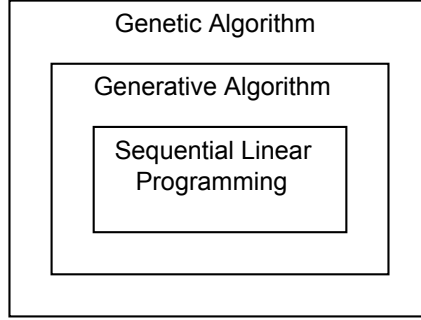 Genetic Algorithm
Generative Algorithm
Sequential Linear
Programming